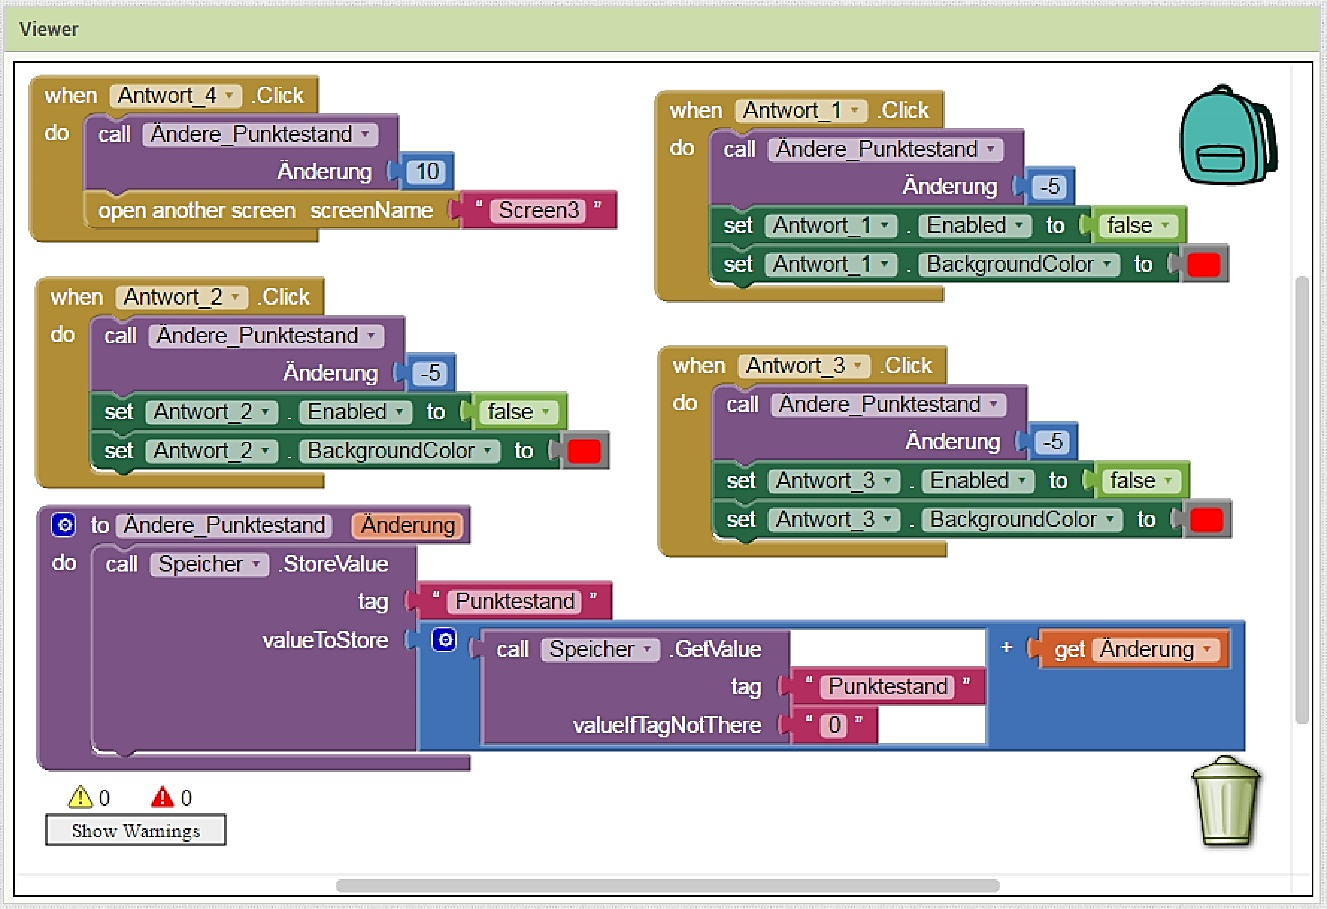 Viewer
when Antwort_4 .Click
do call Ändere_Punktestand
Änderung 10
open another screen screenName " Screen3 "
when Antwort_1 .Click
do call Ändere_Punktestand
Änderung -5
set Antwort_1 . Enabled to false
set Antwort_1 . BackgroundColor to
when Antwort_2 .Click
do call Ändere_Punktestand
Änderung -5
set Antwort_2 . Enabled to false
set Antwort_2 . BackgroundColor to
when Antwort_3 .Click
do call Ändere_Punktestand
Änderung -5
set Antwort_3 . Enabled to false
set Antwort_3 . BackgroundColor to
to Ändere_Punktestand Änderung
do call Speicher .StoreValue
tag " Punktestand "
valueToStore
call Speicher .GetValue + get Änderung
tag " Punktestand "
valueIfTagNotThere " 0 "
0 0
Show Warnings